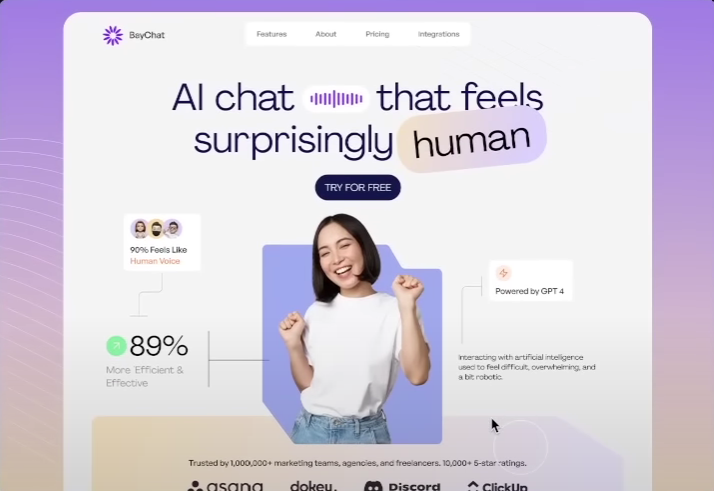 BayChat
Features About Pricing Integrations
AI chat that feels
surprisingly human
TRY FOR FREE
90% Feels Like
Human Voice
Powered by GPT 4
89%
More Efficient &
Effective
Interacting with artificial intelligence
used to feel difficult, overwhelming, and
a bit robotic.
Trusted by 1,000,000+ marketing teams, agencies, and freelancers. 10,000+ 5-star ratings.
asana dokey. Discord ClickUp